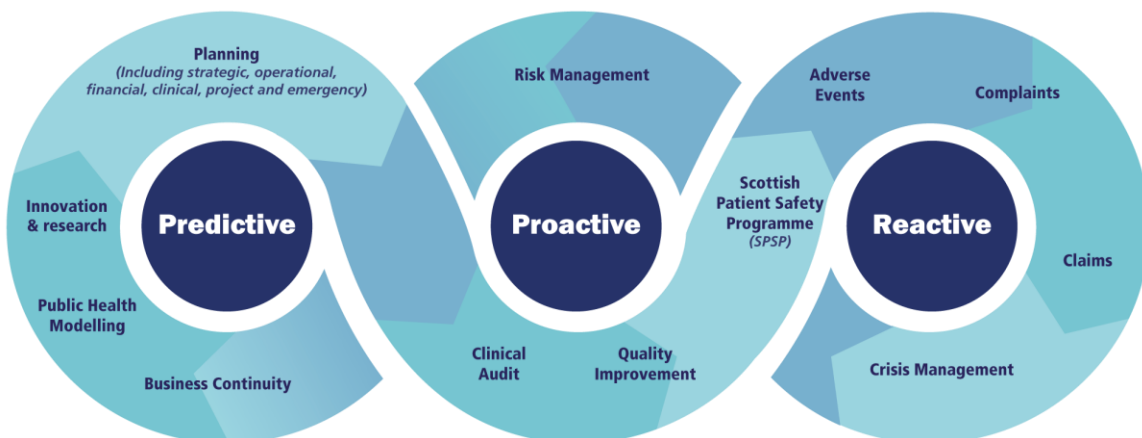 Planning
(Including strategic, operational,
financial, clinical, project and emergency)
Innovation
& research
Predictive
Public Health
Modelling
Business Continuity
Risk Management
Proactive
Clinical
Audit
Quality
Improvement
Scottish
Patient Safety
Programme
(SPSP)
Adverse
Events
Complaints
Reactive
Claims
Crisis Management